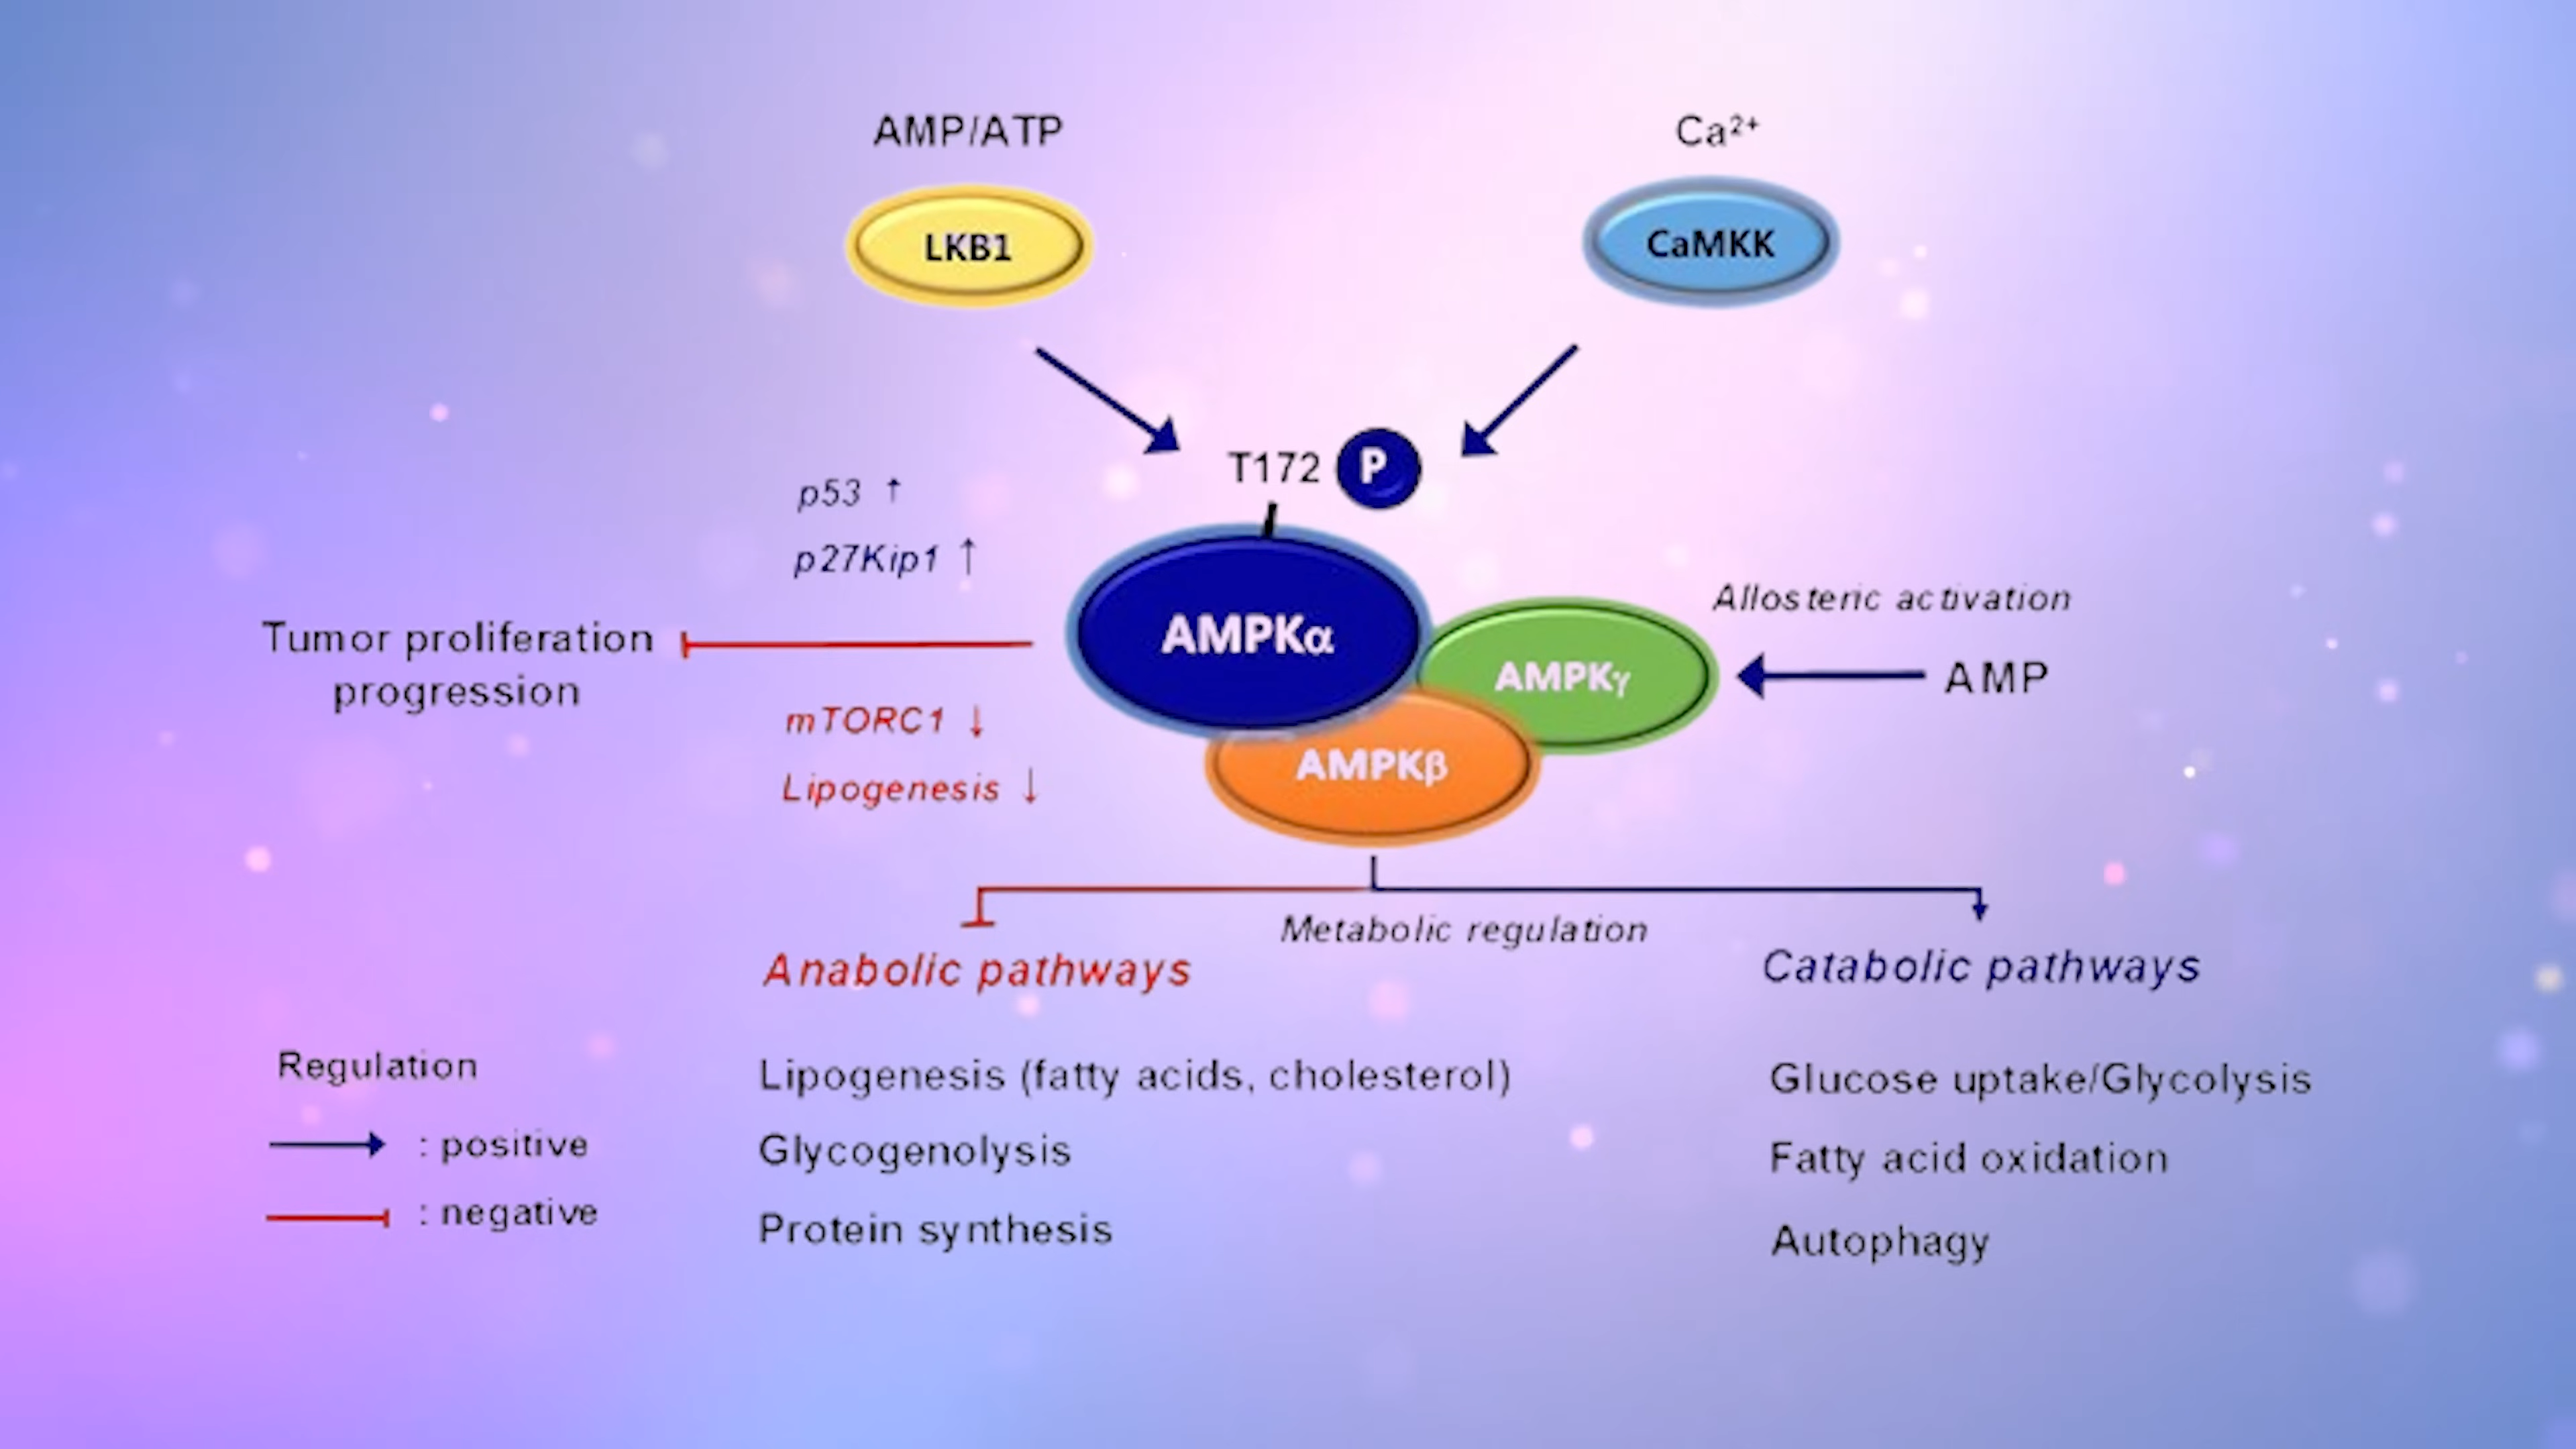 AMP/ATP
Ca²⁺
LKB1
CaMKK
T172 P
p53 ↑
p27Kip1 ↑
Allosteric activation
Tumor proliferation
progression
AMPKα
AMPKγ
AMP
mTORC1 ↓
AMPKβ
Lipogenesis ↓
Metabolic regulation
Anabolic pathways
Catabolic pathways
Regulation
: positive
: negative
Lipogenesis (fatty acids, cholesterol)
Glycogenolysis
Protein synthesis
Glucose uptake/Glycolysis
Fatty acid oxidation
Autophagy